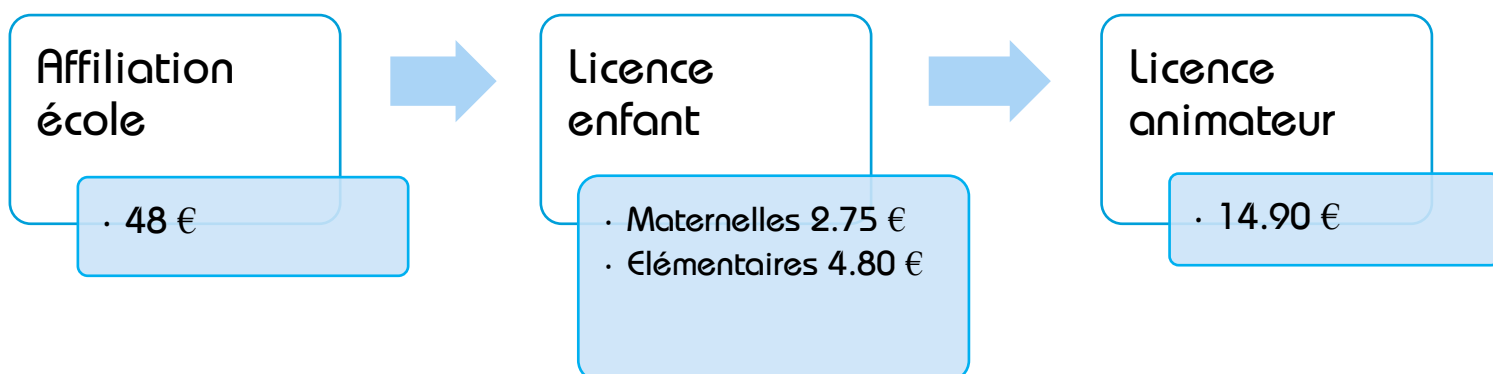 Affiliation
école
· 48 €
Licence
enfant
· Maternelles 2.75 €
· Elémentaires 4.80 €
Licence
animateur
· 14.90 €